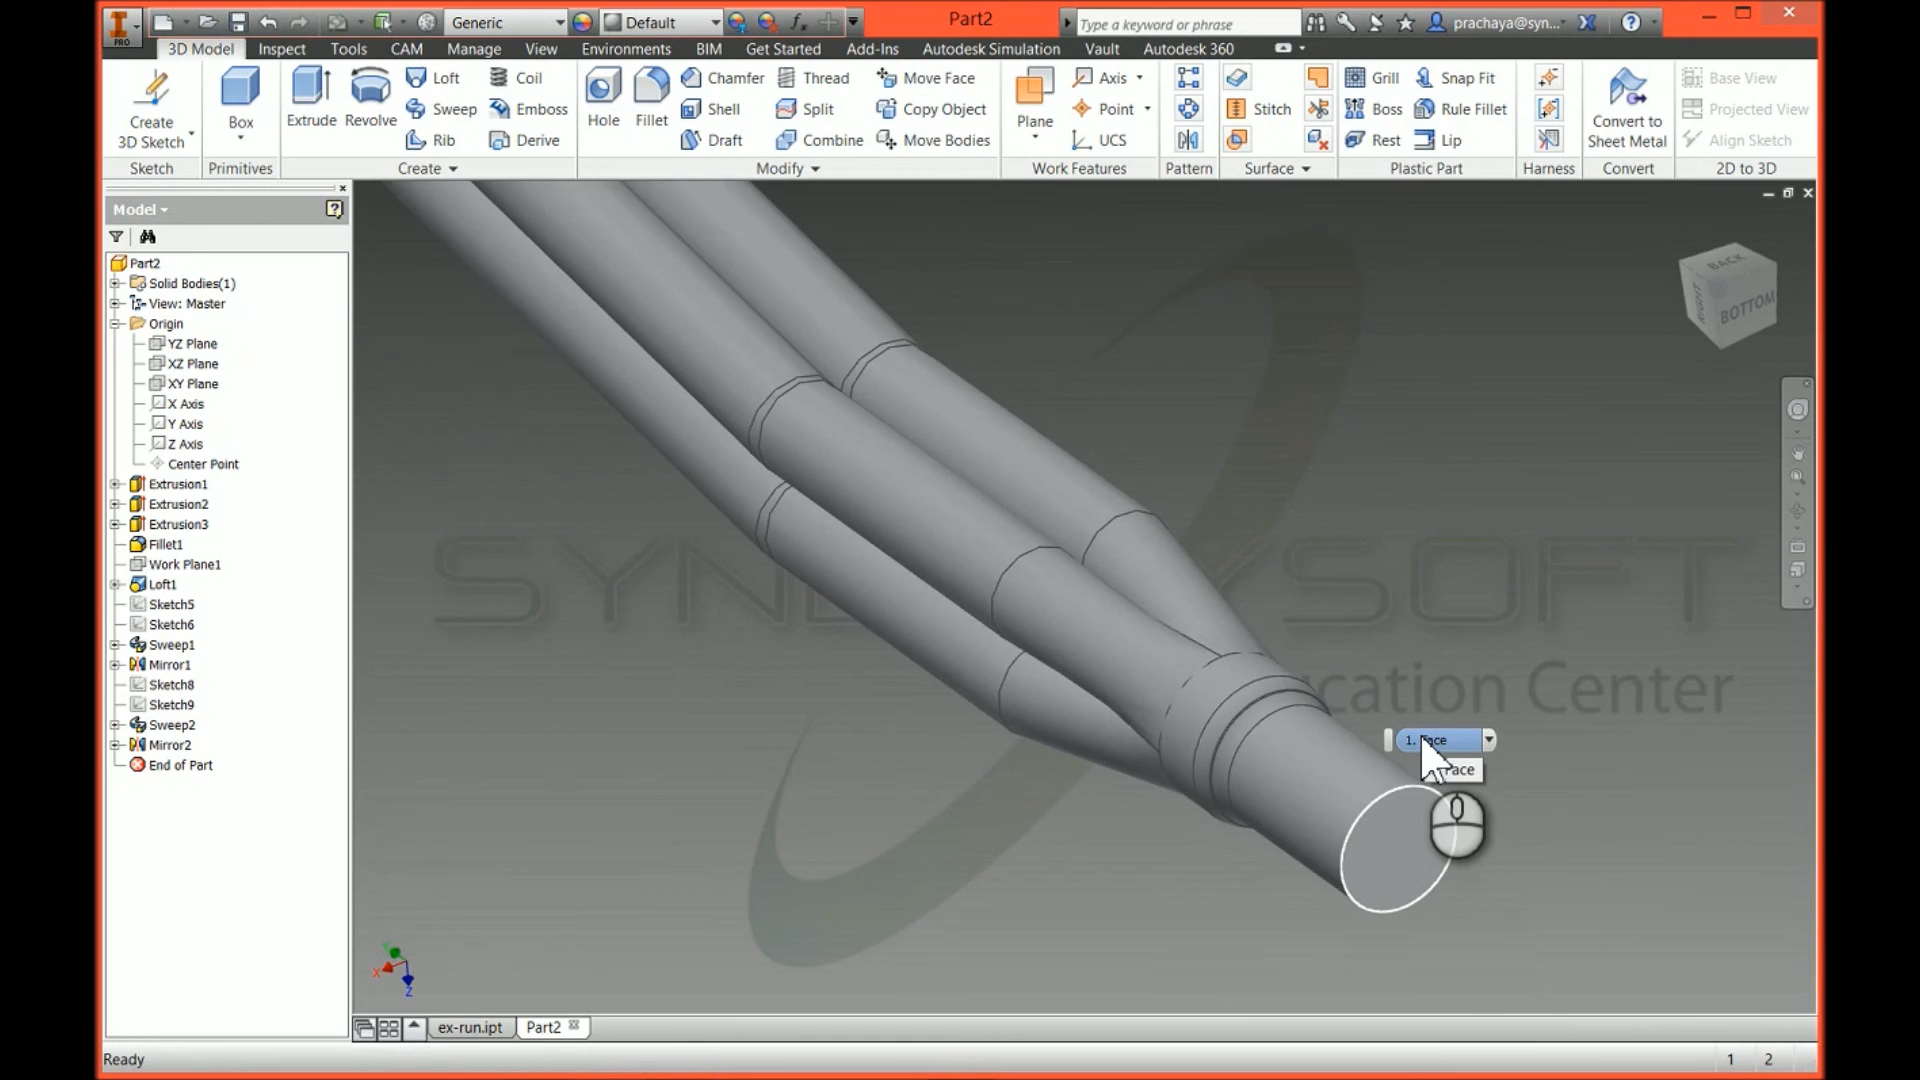 PRO
Generic
Default
Part2
Type a keyword or phrase
prachaya@syn...
3D Model Inspect Tools CAM Manage View Environments BIM Get Started Add-Ins Autodesk Simulation Vault Autodesk 360
Create
3D Sketch
Box
Extrude
Revolve
Loft
Sweep
Rib
Coil
Emboss
Derive
Hole
Fillet
Chamfer
Shell
Draft
Thread
Split
Combine
Move Face
Copy Object
Move Bodies
Plane
Axis
Point
UCS
Stitch
Grill
Boss
Rest
Snap Fit
Rule Fillet
Lip
Convert to
Sheet Metal
Base View
Projected View
Align Sketch
Sketch Primitives Create Modify Work Features Pattern Surface Plastic Part Harness Convert 2D to 3D
Model
Part2
Solid Bodies(1)
View: Master
Origin
YZ Plane
XZ Plane
XY Plane
X Axis
Y Axis
Z Axis
Center Point
Extrusion1
Extrusion2
Extrusion3
Fillet1
Work Plane1
Loft1
Sketch5
Sketch6
Sweep1
Mirror1
Sketch8
Sketch9
Sweep2
Mirror2
End of Part
BACK
RIGHT
BOTTOM
Center
1. Face
X
Y
Z
ex-run.ipt
Part2
Ready
1 2